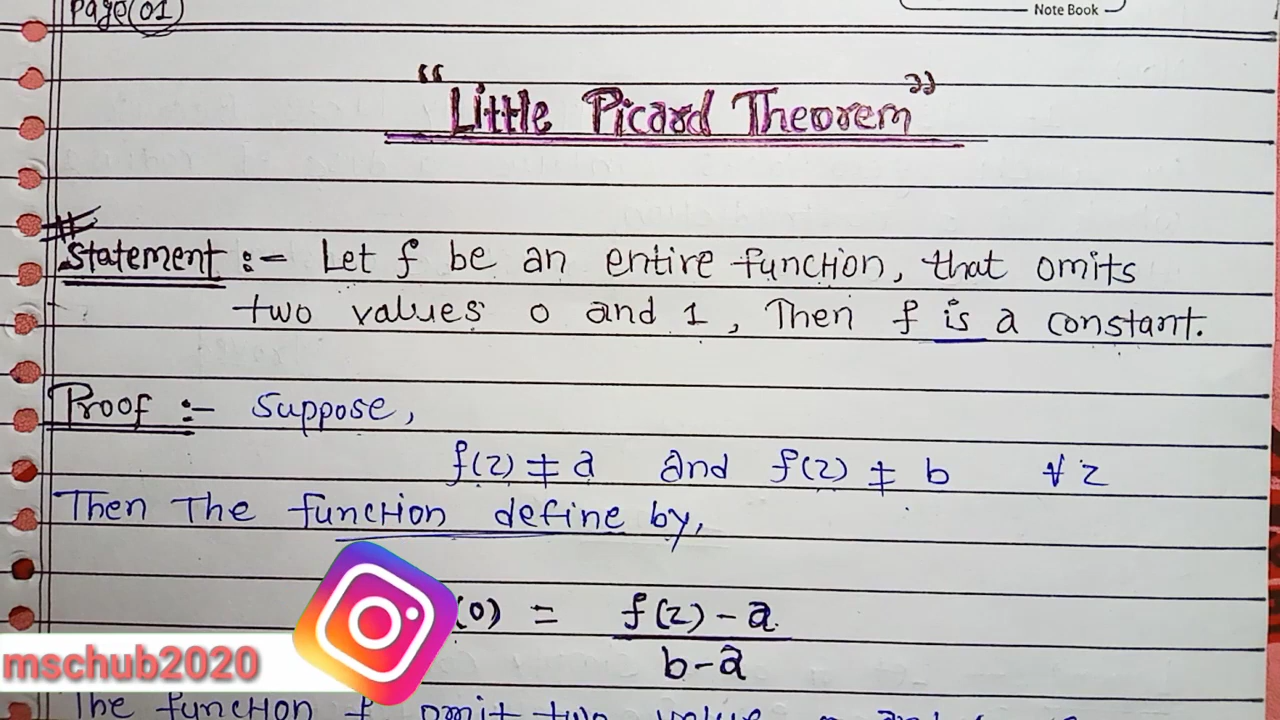 Page(01)
Note Book
"Little Picard Theorem"
Statement :- Let f be an entire function, that omits
two values 0 and 1, Then f is a constant.
Proof :- Suppose,
f(z) ≠ a and f(z) ≠ b ∀ z
Then The function define by,
(0) = f(z) - a
b - a
mschub2020
The function f omit two value